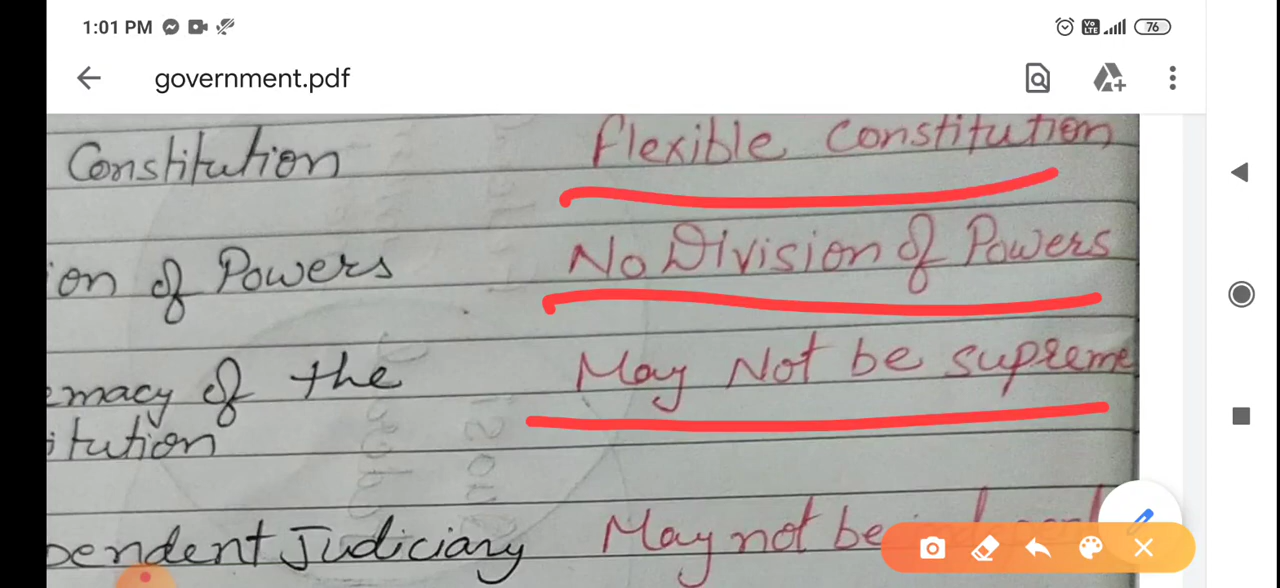 1:01 PM 76
government.pdf
Constitution Flexible Constitution
on of Powers No Division of Powers
emacy of the May Not be supreme
itution
pendent Judiciary May not be